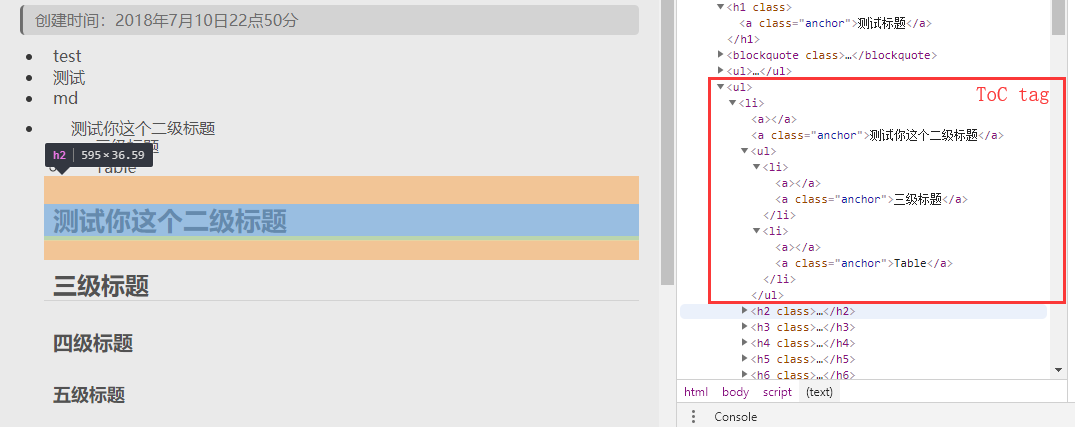 创建时间：2018年7月10日22点50分
test
测试
md
测试你这个二级标题
三级标题
Table
h2 595×36.59
测试你这个二级标题
三级标题
四级标题
五级标题
<h1 class>
<a class="anchor">测试标题</a>
</h1>
<blockquote class>…</blockquote>
<ul>…</ul>
<ul>
ToC tag
<li>
<a></a>
<a class="anchor">测试你这个二级标题</a>
<ul>
<li>
<a></a>
<a class="anchor">三级标题</a>
</li>
<li>
<a></a>
<a class="anchor">Table</a>
</li>
</ul>
<h2 class>…</h2>
<h3 class>…</h3>
<h4 class>…</h4>
<h5 class>…</h5>
<h6 class>…</h6>
html body script (text)
Console